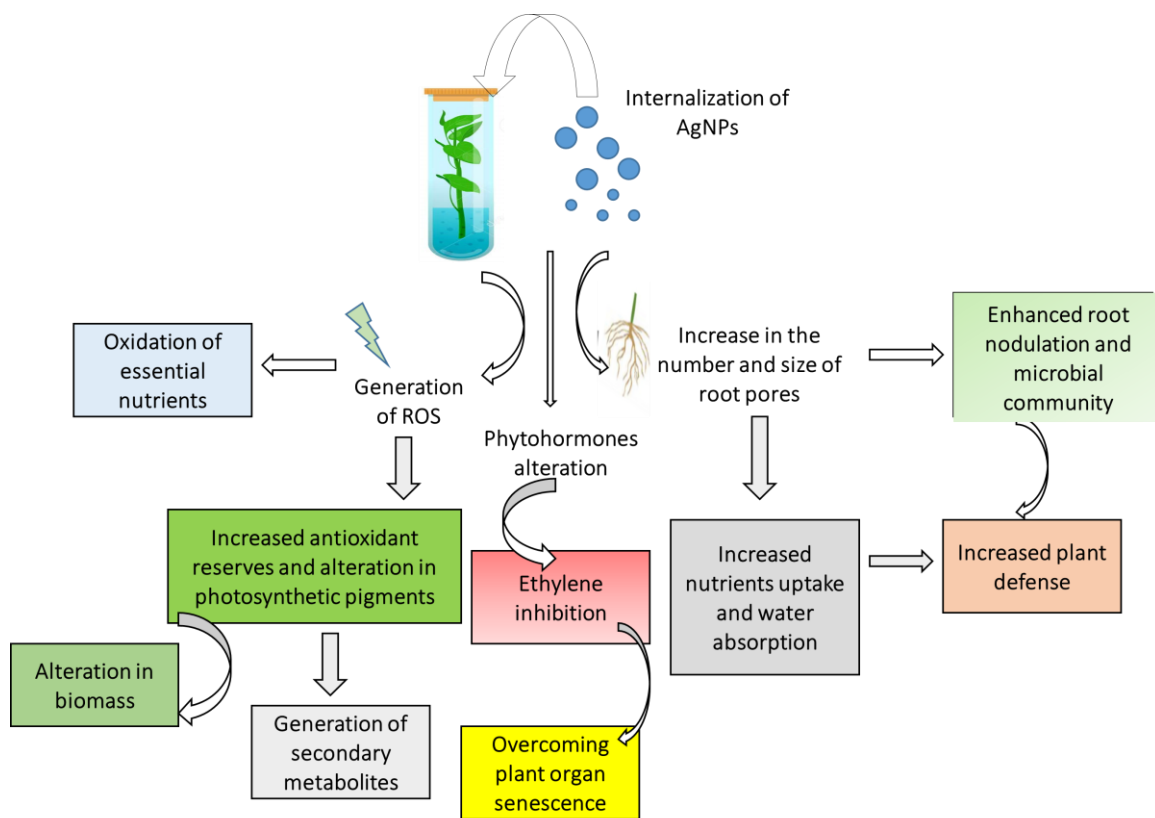 Internalization of
AgNPs
Oxidation of
essential
nutrients
Generation
of ROS
Increase in the
number and size of
root pores
Enhanced root
nodulation and
microbial
community
Phytohormones
alteration
Increased antioxidant
reserves and alteration in
photosynthetic pigments
Ethylene
inhibition
Increased
nutrients uptake
and water
absorption
Increased plant
defense
Alteration in
biomass
Generation of
secondary
metabolites
Overcoming
plant organ
senescence